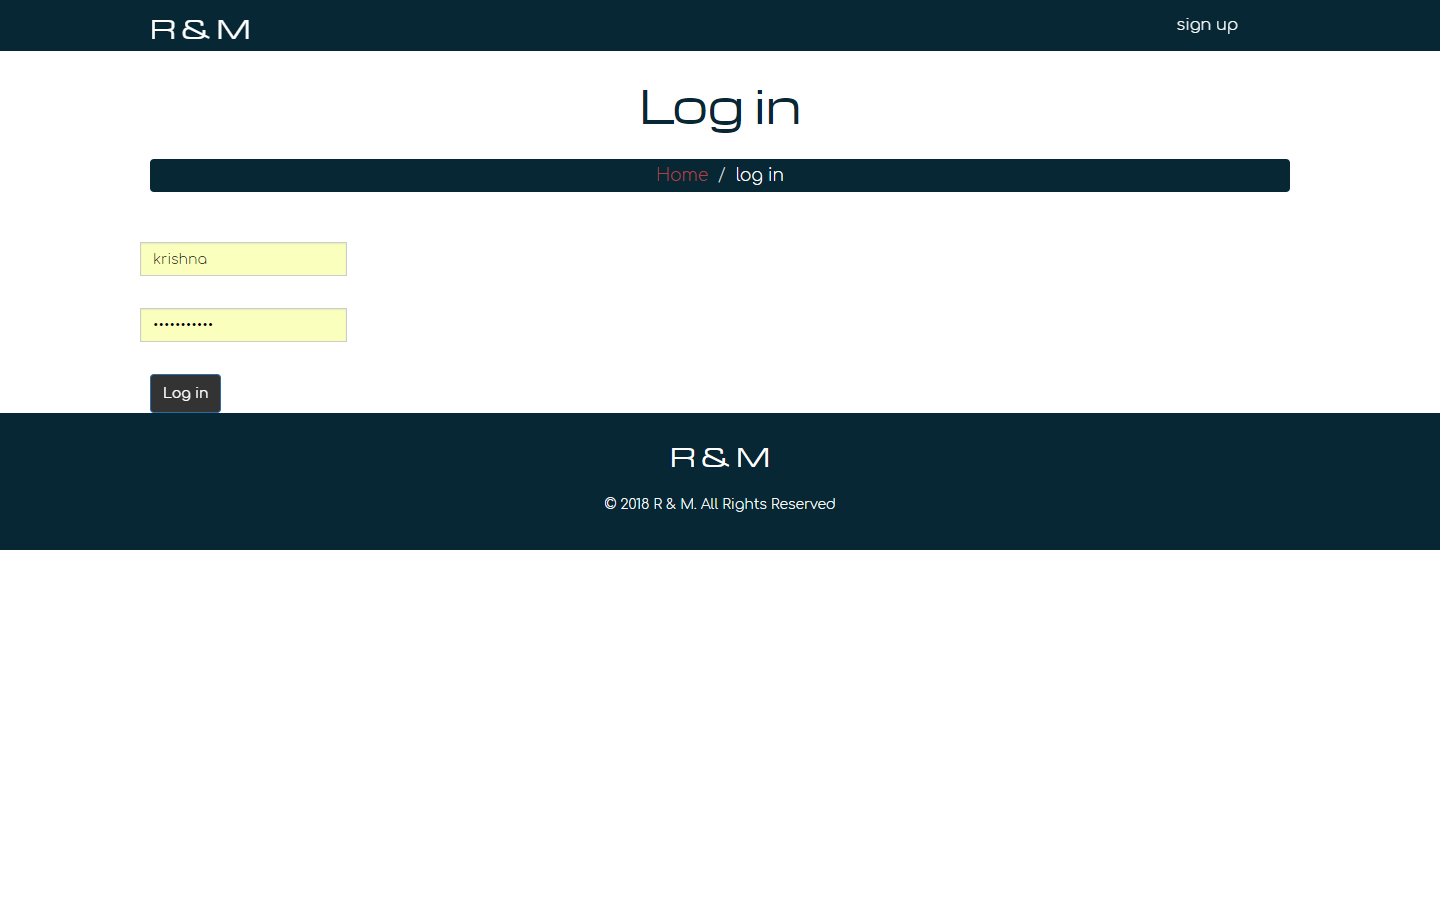 R & M
sign up
Log in
Home / log in
krishna
•••••••••••
Log in
R & M
© 2018 R & M. All Rights Reserved